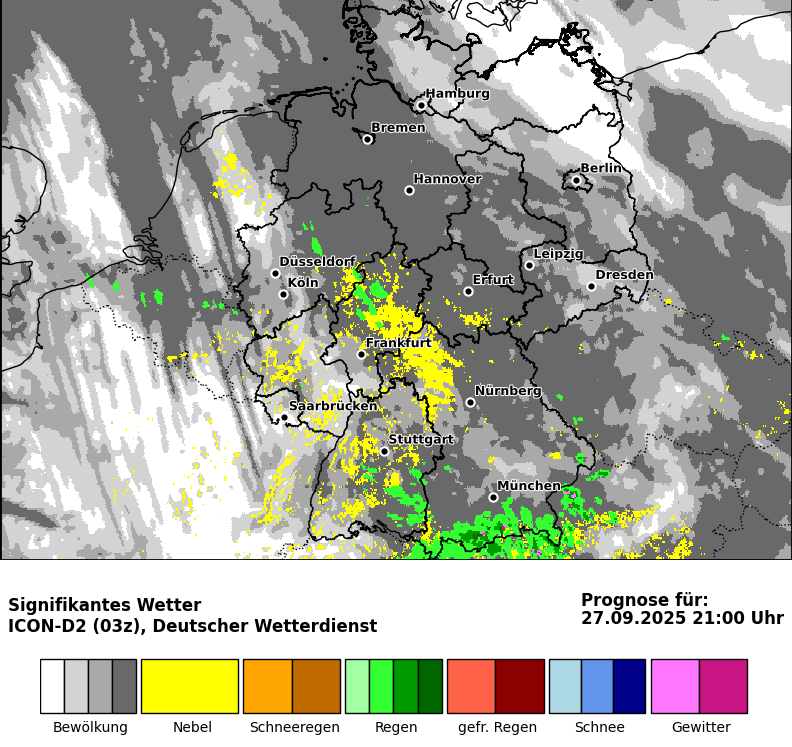 Hamburg
Bremen
Berlin
Hannover
Leipzig
Düsseldorf
Dresden
Erfurt
Köln
Frankfurt
Nürnberg
Saarbrücken
Stuttgart
München
Signifikantes Wetter
ICON-D2 (03z), Deutscher Wetterdienst
Prognose für:
27.09.2025 21:00 Uhr
Bewölkung Nebel Schneeregen Regen gefr. Regen Schnee Gewitter